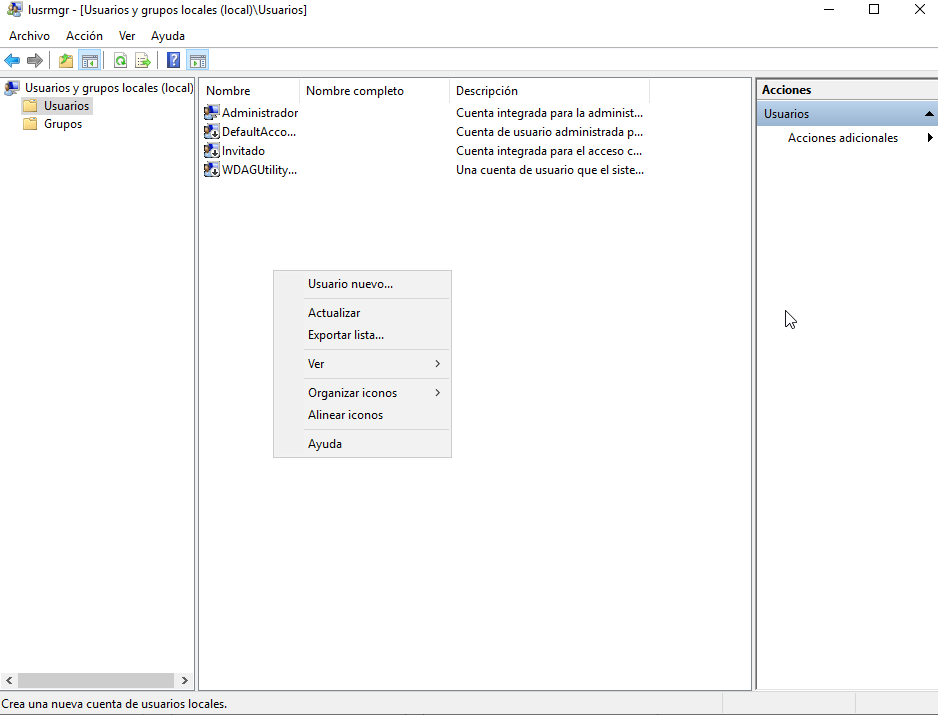 lusrmgr - [Usuarios y grupos locales (local)\Usuarios]
Archivo Acción Ver Ayuda
Usuarios y grupos locales (local)
Usuarios
Grupos
Nombre Nombre completo Descripción
Administrador Cuenta integrada para la administ...
DefaultAcco... Cuenta de usuario administrada p...
Invitado Cuenta integrada para el acceso c...
WDAGUtility... Una cuenta de usuario que el siste...
Usuario nuevo...
Actualizar
Exportar lista...
Ver
Organizar iconos
Alinear iconos
Ayuda
Acciones
Usuarios
Acciones adicionales
Crea una nueva cuenta de usuarios locales.